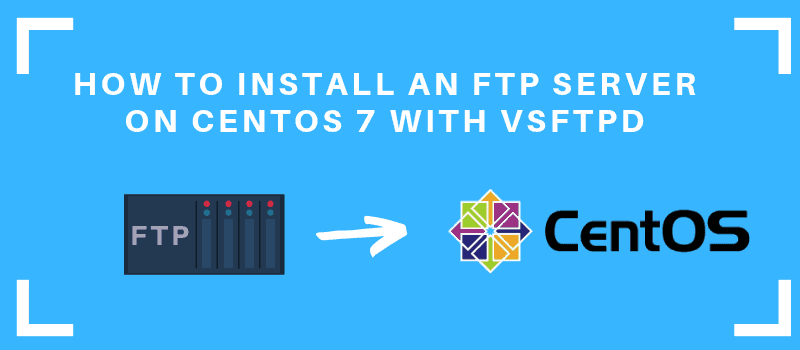 HOW TO INSTALL AN FTP SERVER
ON CENTOS 7 WITH VSFTPD
FTP
CentOS